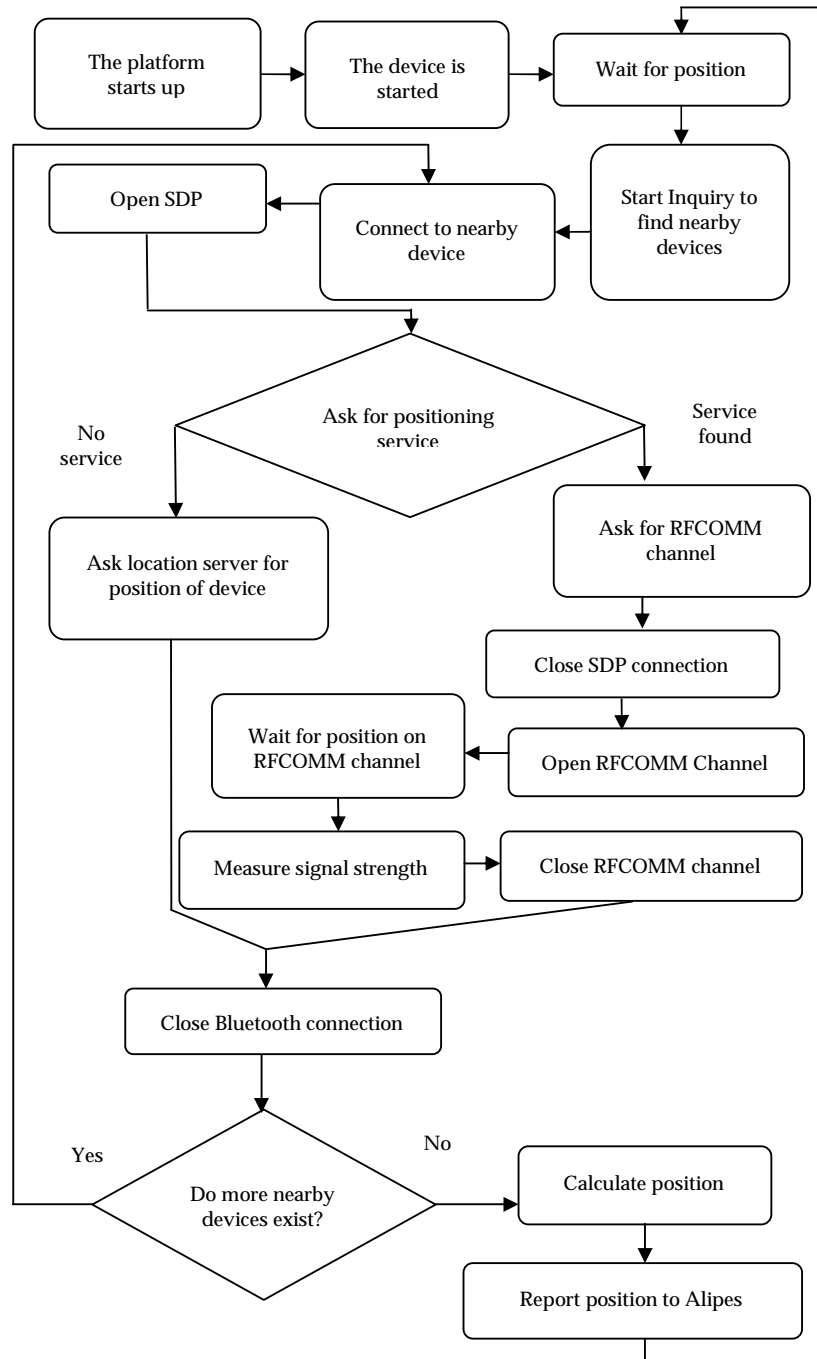 The platform
starts up
The device is
started
Wait for position
Open SDP
Connect to nearby
device
Start Inquiry to
find nearby
devices
Ask for positioning
service
No
service
Service
found
Ask location server for
position of device
Ask for RFCOMM
channel
Close SDP connection
Wait for position on
RFCOMM channel
Open RFCOMM Channel
Measure signal strength
Close RFCOMM channel
Close Bluetooth connection
Yes
No
Do more nearby
devices exist?
Calculate position
Report position to Alipes